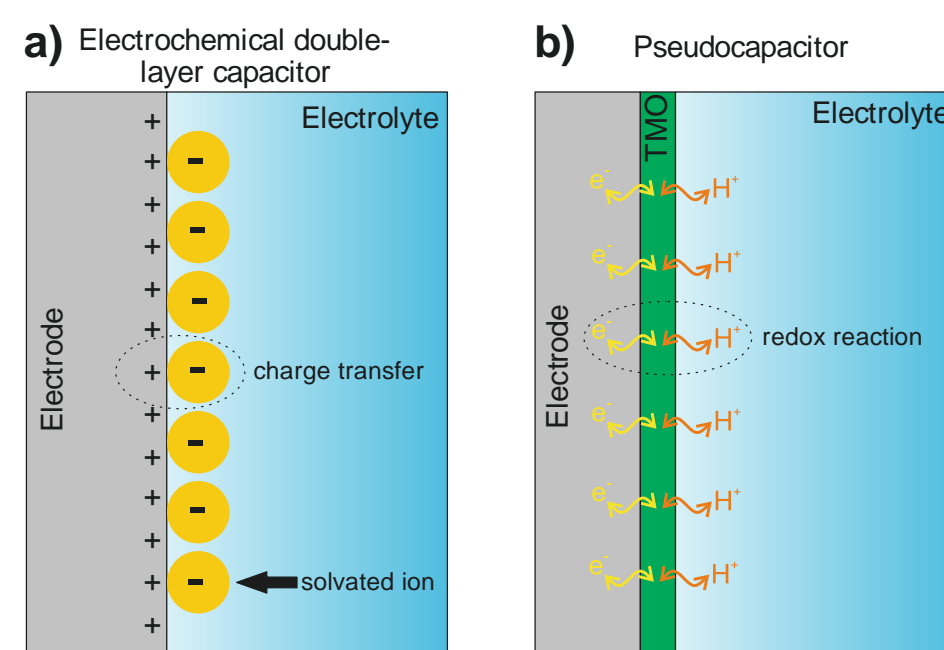 a) Electrochemical double-
layer capacitor
Electrolyte
+
-
+
-
+
-
+
-
+
+
-
+
-
+
-
+
-
+
+
+
+
Electrode
charge transfer
solvated ion
b) Pseudocapacitor
TMO
Electrolyte
e- H+
e- H+
e- H+
redox reaction
e- H+
e- H+
e- H+
Electrode